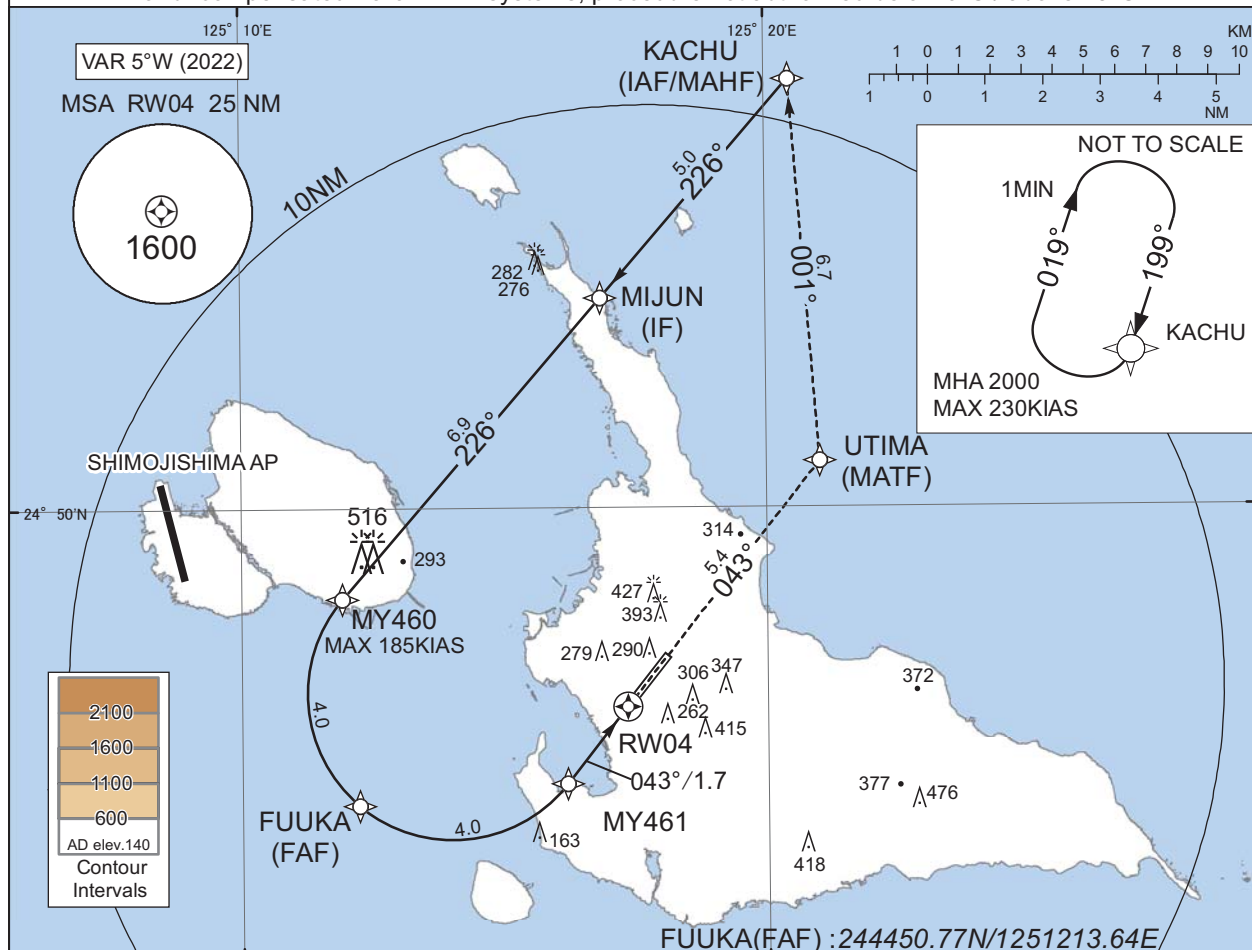 125° 10'E
125° 20'E
KM
1 0 1 2 3 4 5 6 7 8 9 10
1 0 1 2 3 4 5
NM
VAR 5°W (2022)
MSA RW04 25 NM
1600
10NM
KACHU
(IAF/MAHF)
5.0
226°
NOT TO SCALE
1MIN
019°
199°
KACHU
MHA 2000
MAX 230KIAS
282
276
MIJUN
(IF)
6.7
001°
6.9
226°
UTIMA
(MATF)
SHIMOJISHIMA AP
24° 50'N
516
293
314
5.4
043°
427
393
MY460
MAX 185KIAS
279
290
306
347
372
262
415
RW04
4.0
043°/1.7
377
476
MY461
FUUKA
(FAF)
4.0
163
418
2100
1600
1100
600
AD elev.140
Contour
Intervals
FUUKA(FAF) :244450.77N/1251213.64E